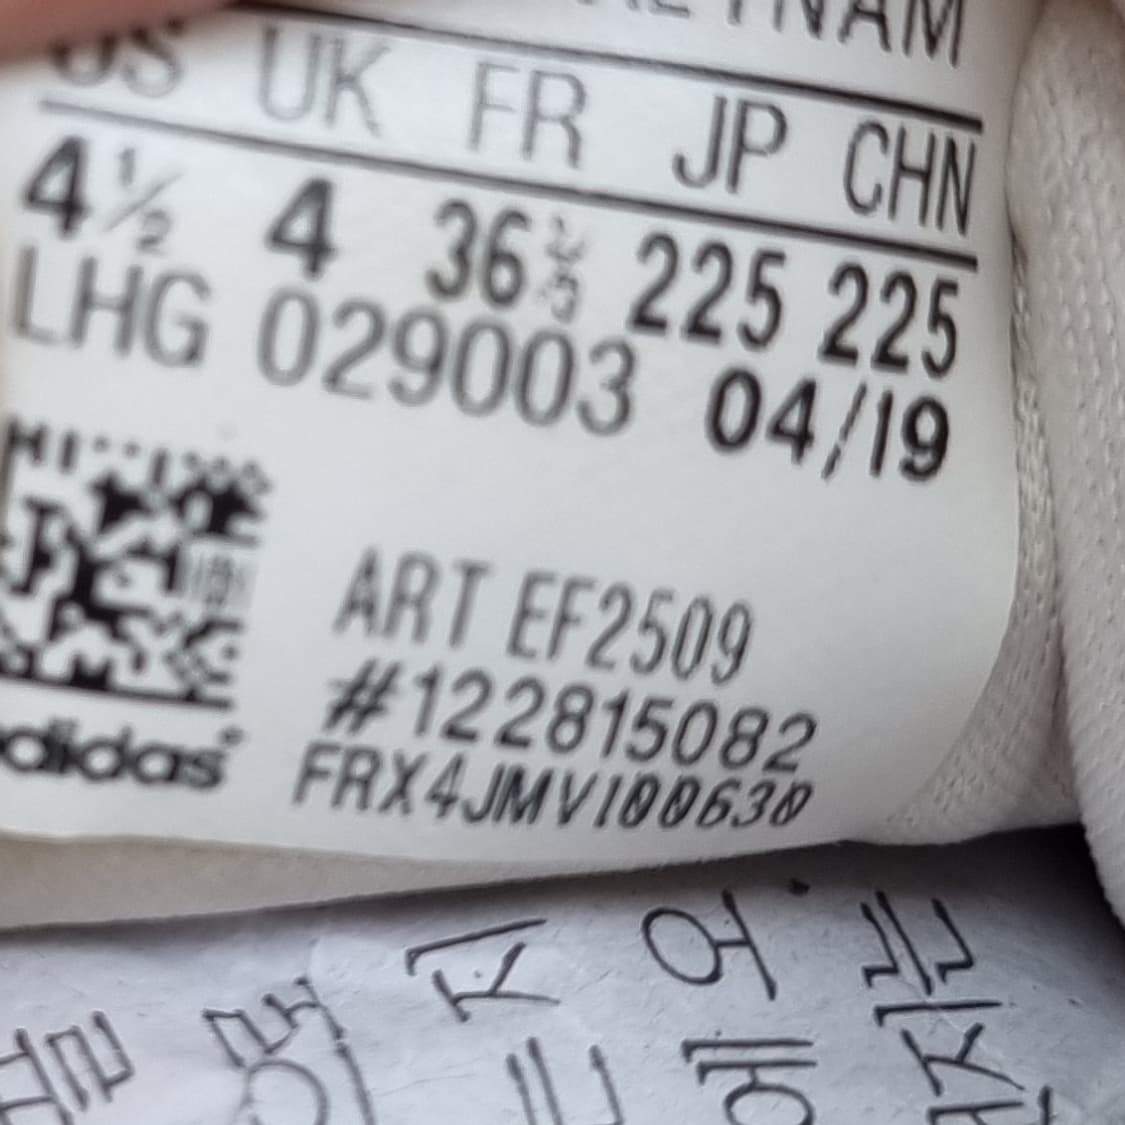 VIETNAM
US UK FR JP CHN
4½ 4 36⅔ 225 225
LHG 029003 04/19
ART EF2509
#122815082
FRX4JMV100630
adidas